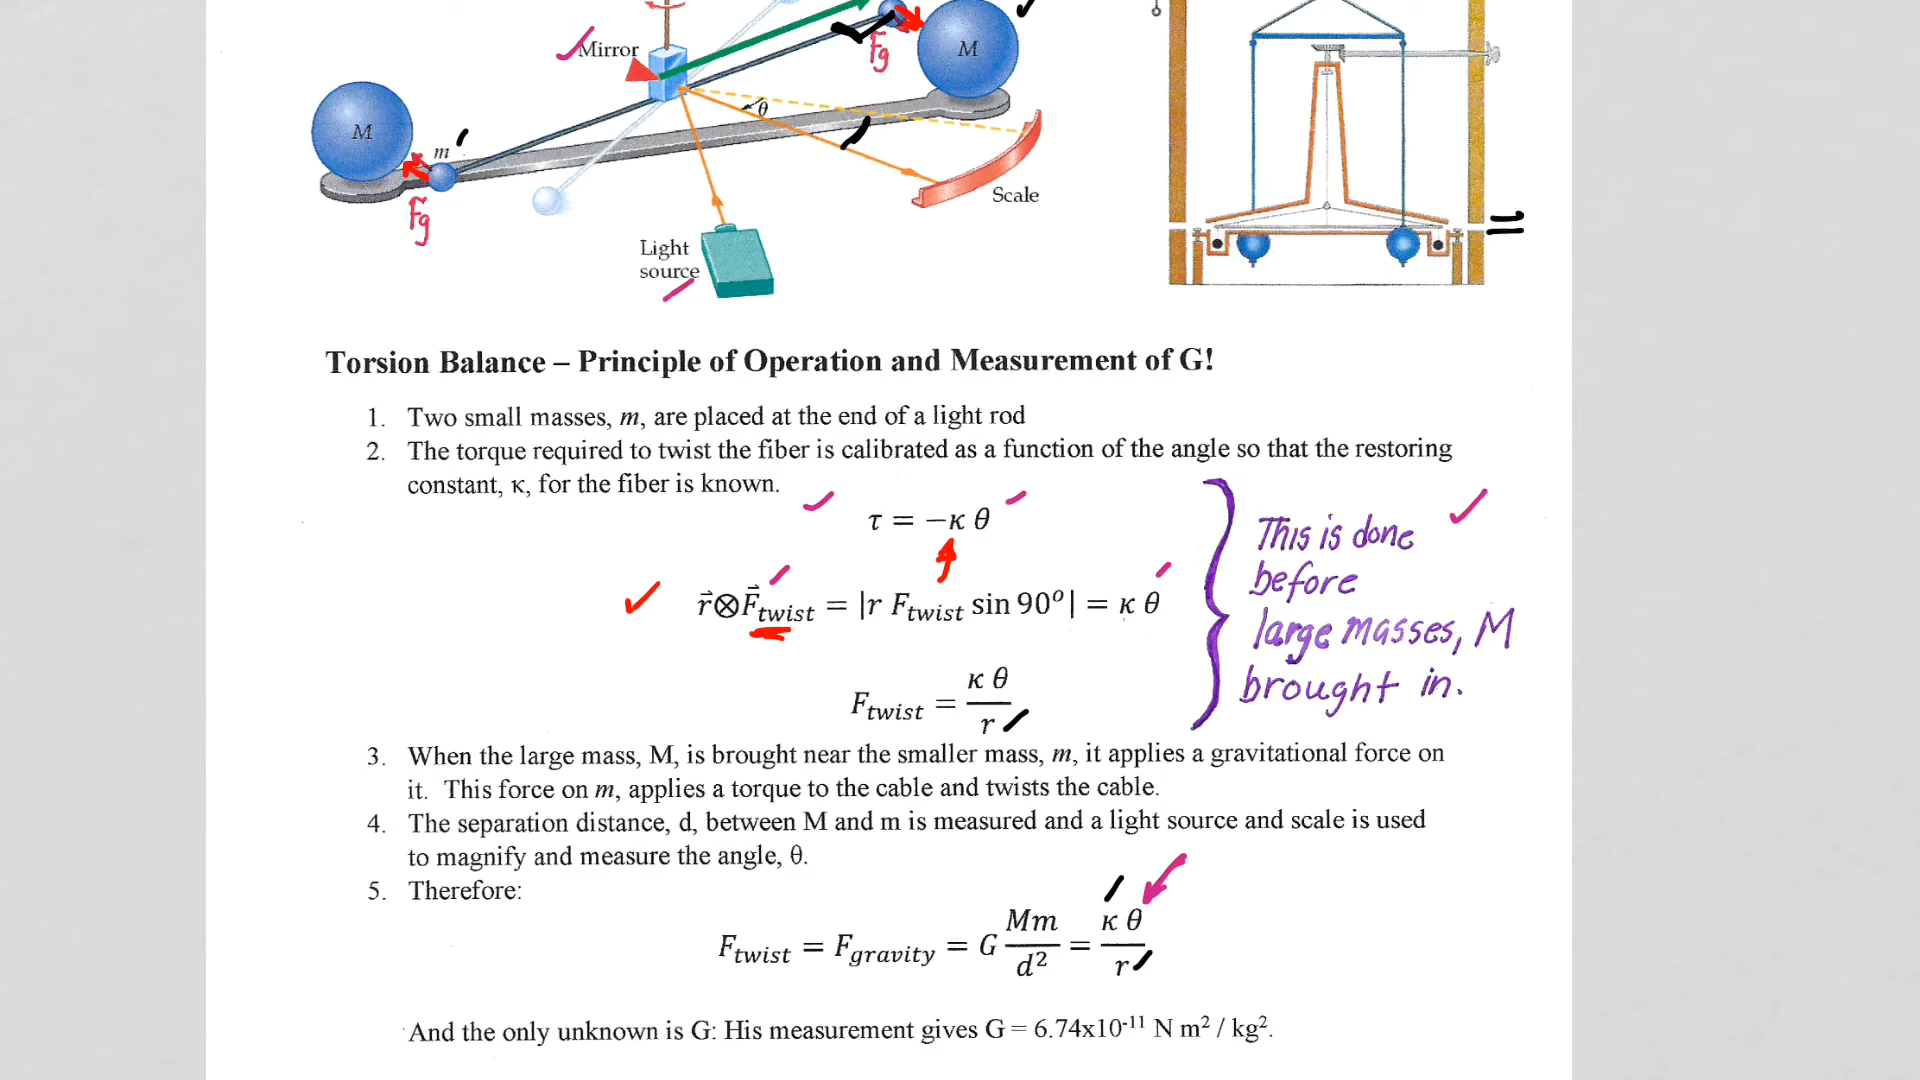 Mirror
Fg
M
M
m
θ
Fg
Scale
Light
source
Torsion Balance – Principle of Operation and Measurement of G!
1. Two small masses, m, are placed at the end of a light rod
2. The torque required to twist the fiber is calibrated as a function of the angle so that the restoring
constant, κ, for the fiber is known.
τ = −κ θ
r⃗⊗F⃗twist = |r Ftwist sin 90º| = κ θ
Ftwist = κ θ / r
This is done
before
large masses, M
brought in.
3. When the large mass, M, is brought near the smaller mass, m, it applies a gravitational force on
it. This force on m, applies a torque to the cable and twists the cable.
4. The separation distance, d, between M and m is measured and a light source and scale is used
to magnify and measure the angle, θ.
5. Therefore:
Ftwist = Fgravity = G Mm / d² = κ θ / r
And the only unknown is G: His measurement gives G = 6.74x10⁻¹¹ N m² / kg².